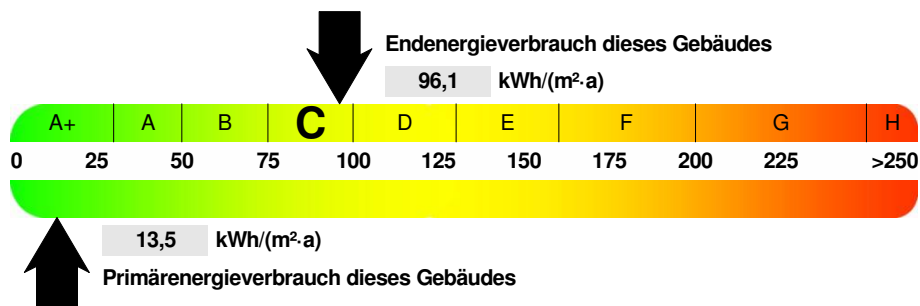 Endenergieverbrauch dieses Gebäudes
96,1 kWh/(m²·a)
A+ A B C D E F G H
0 25 50 75 100 125 150 175 200 225 >250
13,5 kWh/(m²·a)
Primärenergieverbrauch dieses Gebäudes